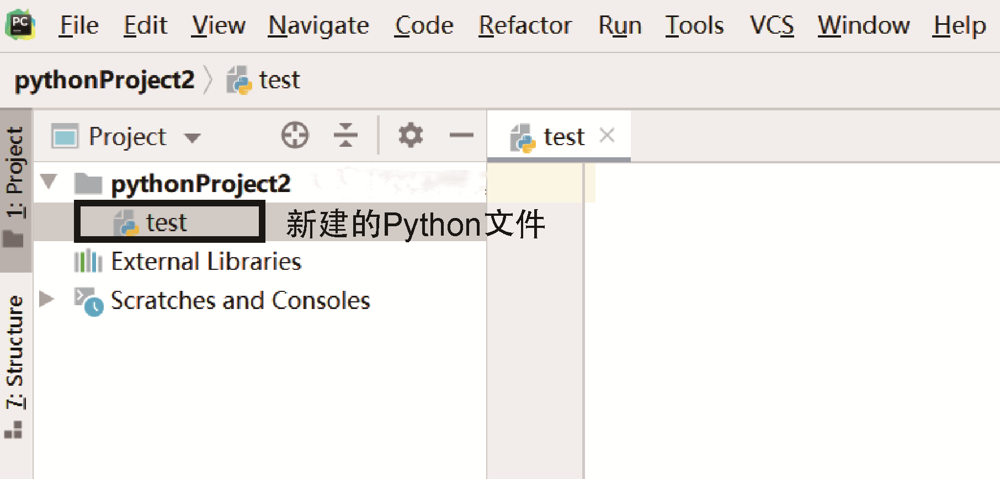 PC File Edit View Navigate Code Refactor Run Tools VCS Window Help
pythonProject2 test
1: Project
7: Structure
Project
test
pythonProject2
test 新建的Python文件
External Libraries
Scratches and Consoles